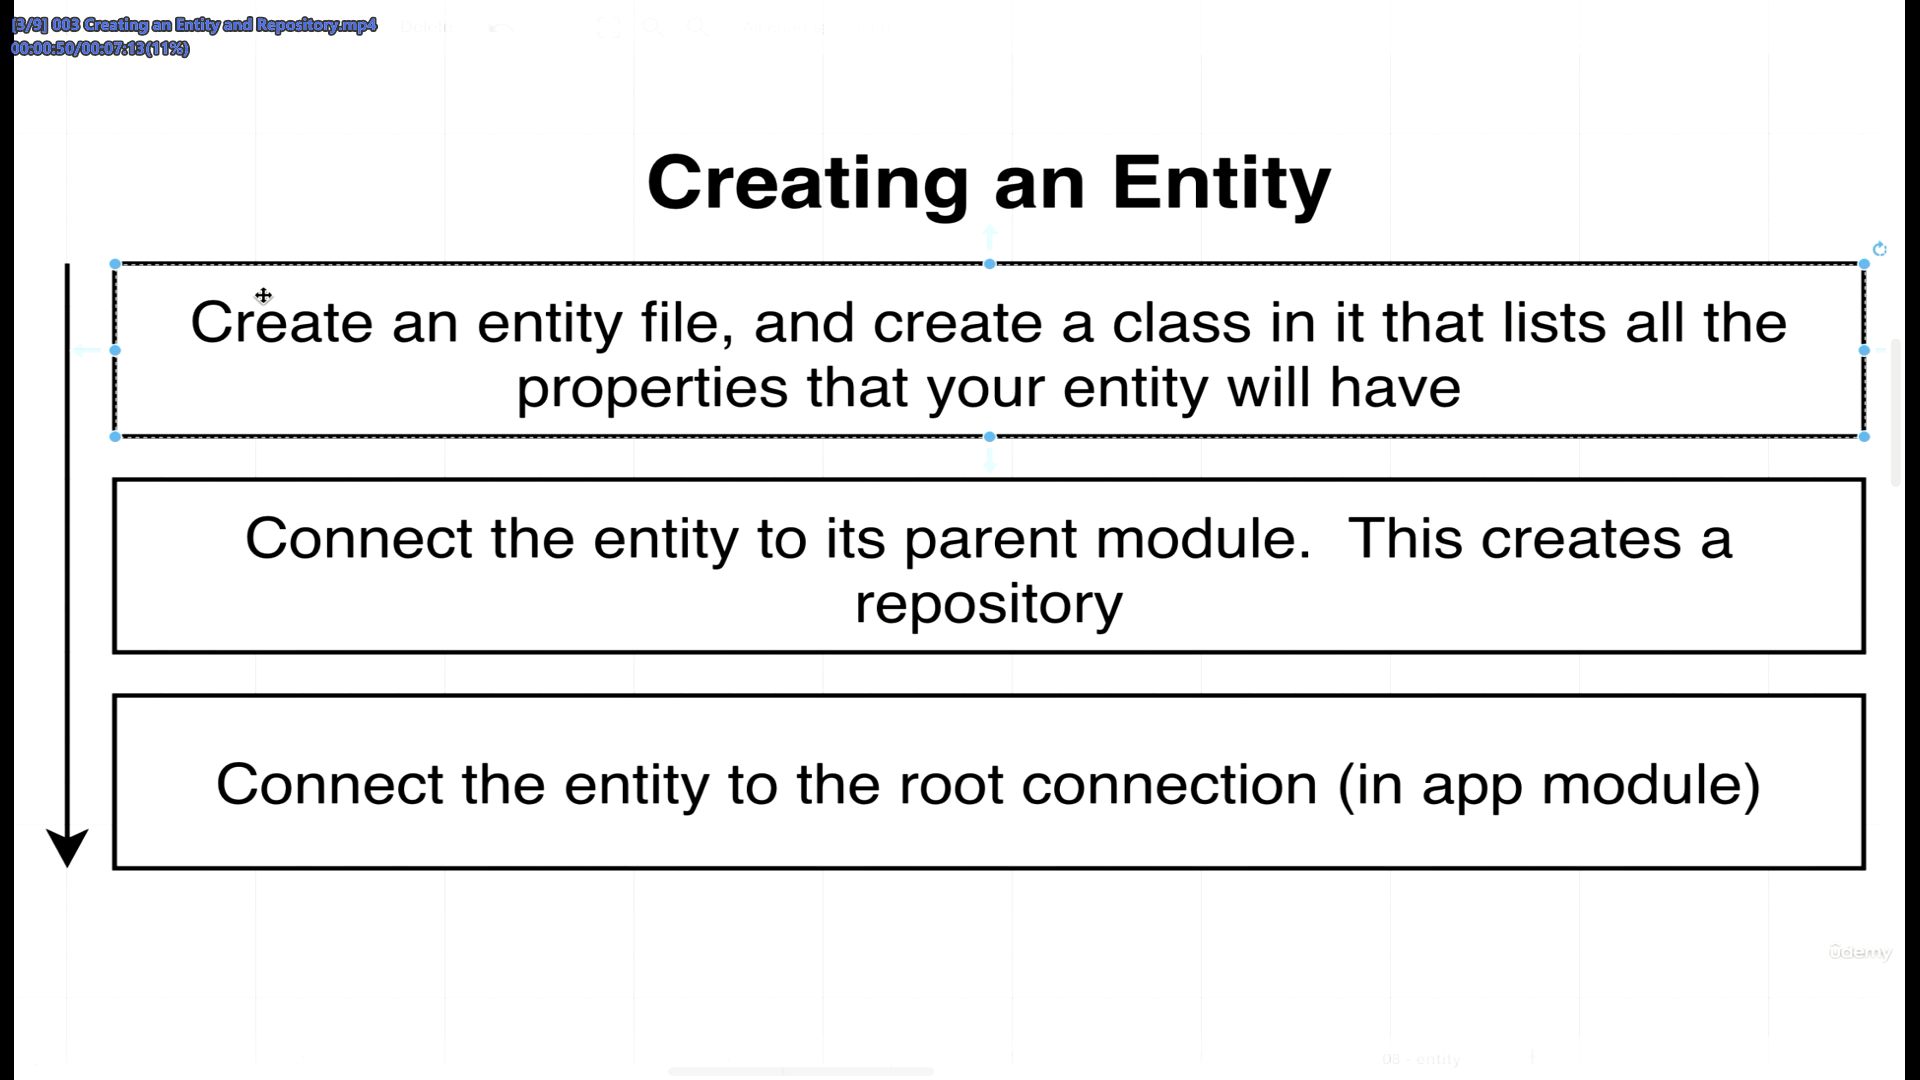 [3/9] 003 Creating an Entity and Repository.mp4
00:00:50/00:07:13(11%)
Creating an Entity
Create an entity file, and create a class in it that lists all the
properties that your entity will have
Connect the entity to its parent module.  This creates a
repository
Connect the entity to the root connection (in app module)
ûdemy
08 - entity